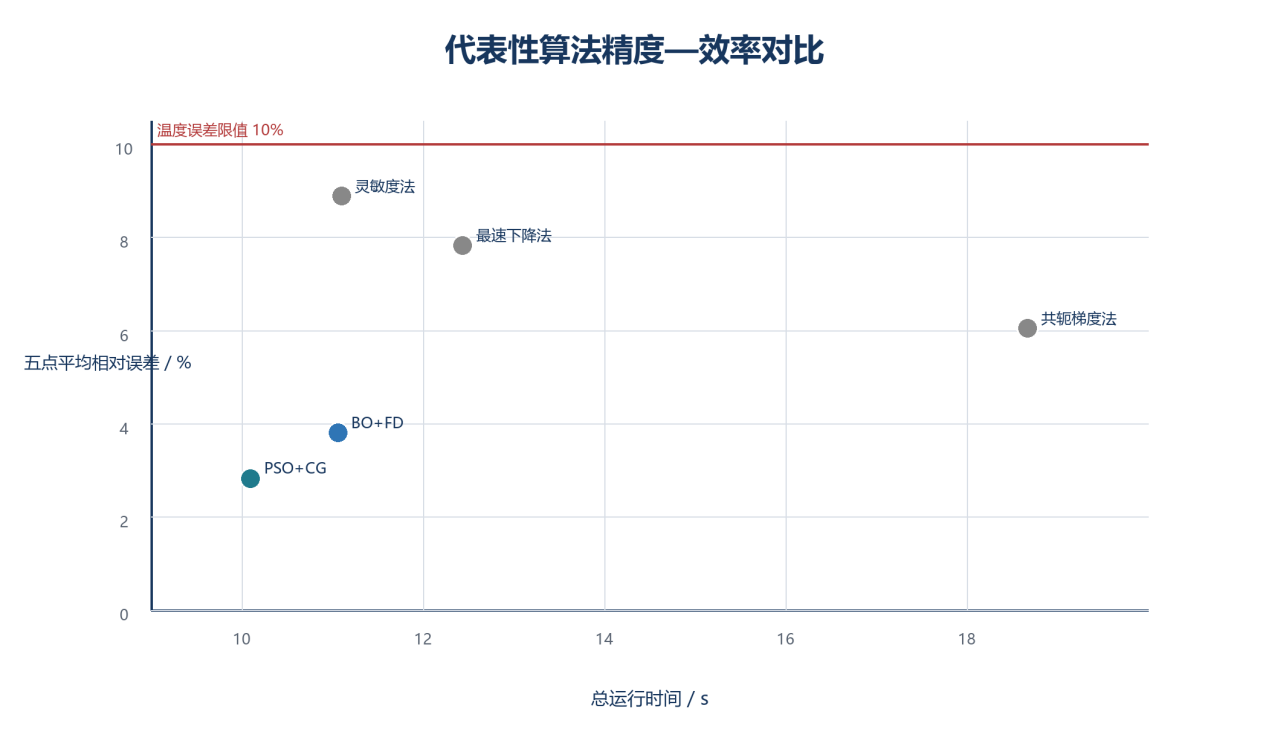 代表性算法精度—效率对比
温度误差限值 10%
10
灵敏度法
8
最速下降法
6
共轭梯度法
五点平均相对误差 / %
4
BO+FD
PSO+CG
2
0
10
12
14
16
18
总运行时间 / s